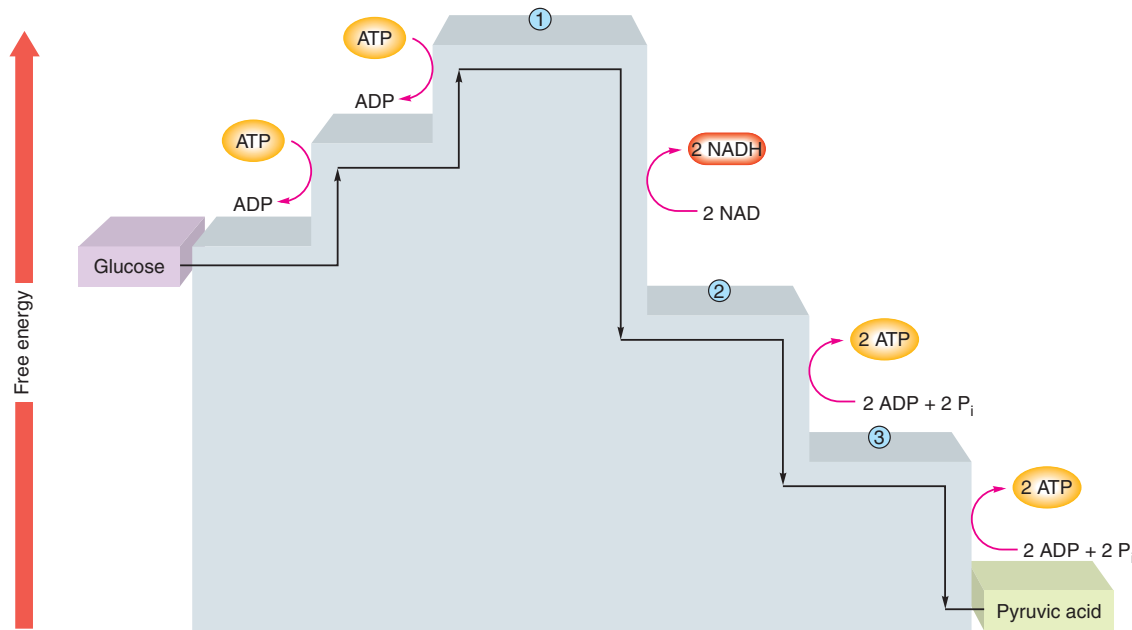 1
ATP
ADP
ATP
ADP
2 NADH
2 NAD
Glucose
Free energy
2
2 ATP
2 ADP + 2 Pi
3
2 ATP
2 ADP + 2 Pi
Pyruvic acid